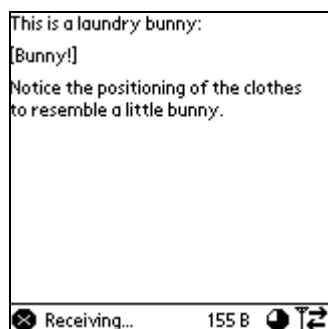 This is a laundry bunny:
[Bunny!]
Notice the positioning of the clothes
to resemble a little bunny.
Receiving... 155 B